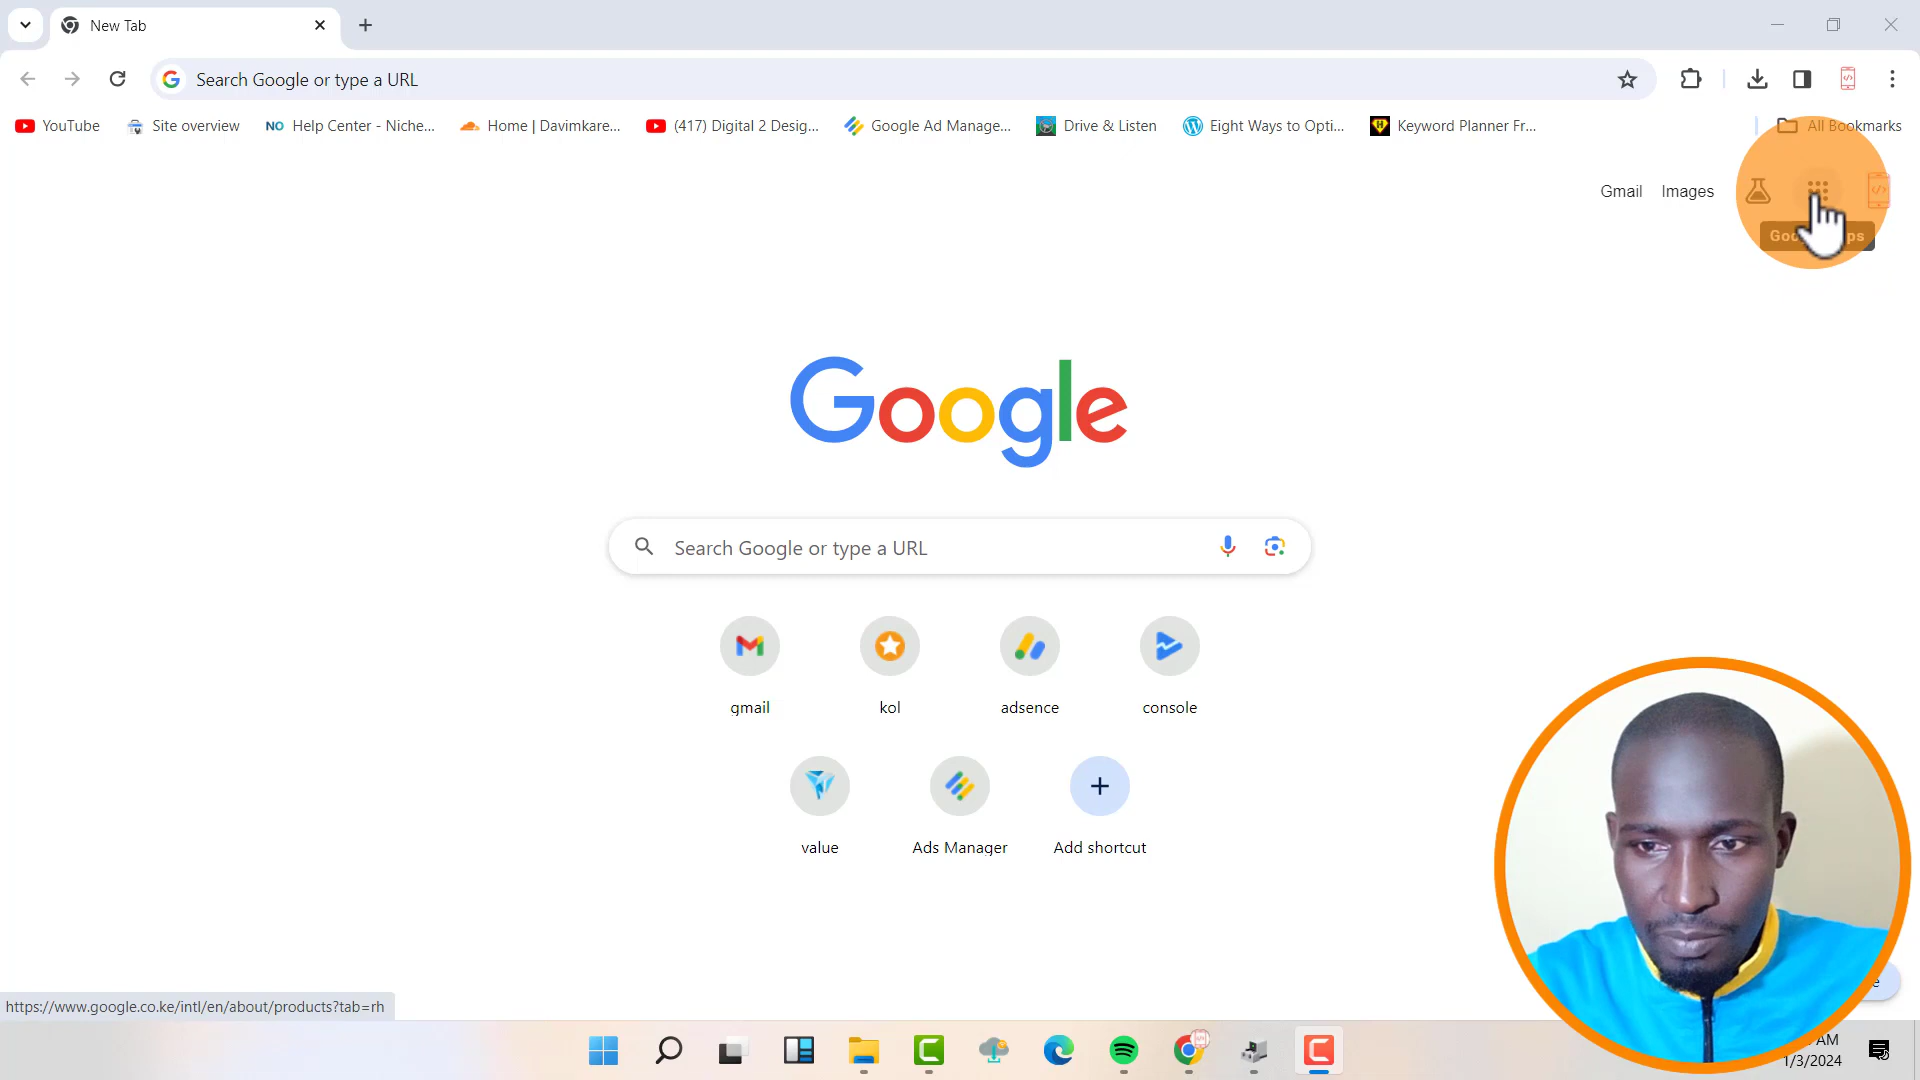 New Tab
Search Google or type a URL
YouTube
Site overview
NO Help Center - Niche...
Home | Davimkare...
(417) Digital 2 Desig...
Google Ad Manage...
Drive & Listen
Eight Ways to Opti...
Keyword Planner Fr...
All Bookmarks
Gmail
Images
Google
Search Google or type a URL
gmail
kol
adsence
console
value
Ads Manager
Add shortcut
https://www.google.co.ke/intl/en/about/products?tab=rh
AM
1/3/2024